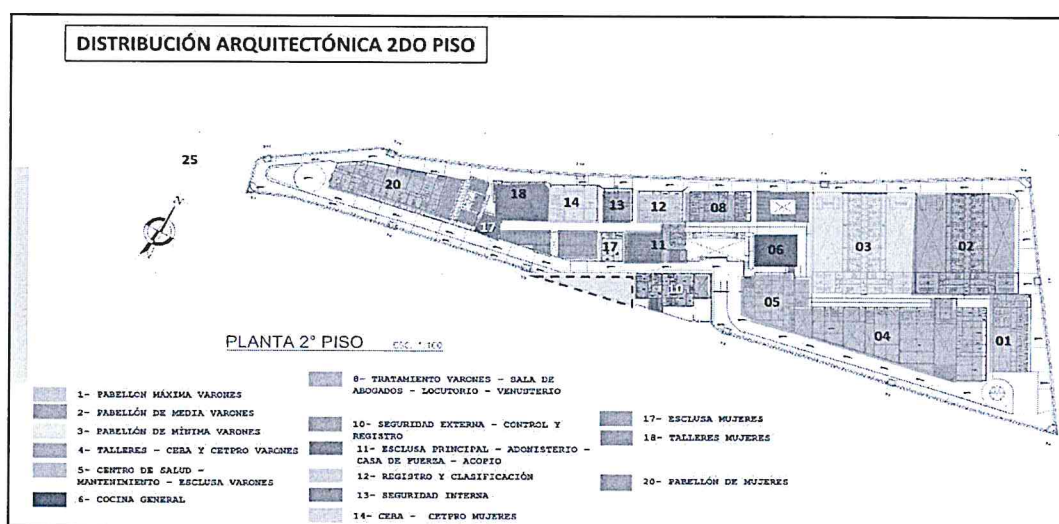 DISTRIBUCIÓN ARQUITECTÓNICA 2DO PISO
25
20
18
14
13
12
08
17
17
11
06
03
02
05
04
01
PLANTA 2° PISO
1- PABELLON MÁXIMA VARONES
2- PABELLÓN DE MEDIA VARONES
3- PABELLÓN DE MÍNIMA VARONES
4- TALLERES - CEBA Y CETPRO VARONES
5- CENTRO DE SALUD -
MANTENIMIENTO - ESCLUSA VARONES
6- COCINA GENERAL
8- TRATAMIENTO VARONES - SALA DE
ABOGADOS - LOCUTORIO - VENUSTERIO
10- SEGURIDAD EXTERNA - CONTROL Y
REGISTRO
11- ESCLUSA PRINCIPAL - ADONISTERIO -
CASA DE FUERZA - ACOPIO
12- REGISTRO Y CLASIFICACIÓN
13- SEGURIDAD INTERNA
14- CEBA - CETPRO MUJERES
17- ESCLUSA MUJERES
18- TALLERES MUJERES
20- PABELLÓN DE MUJERES